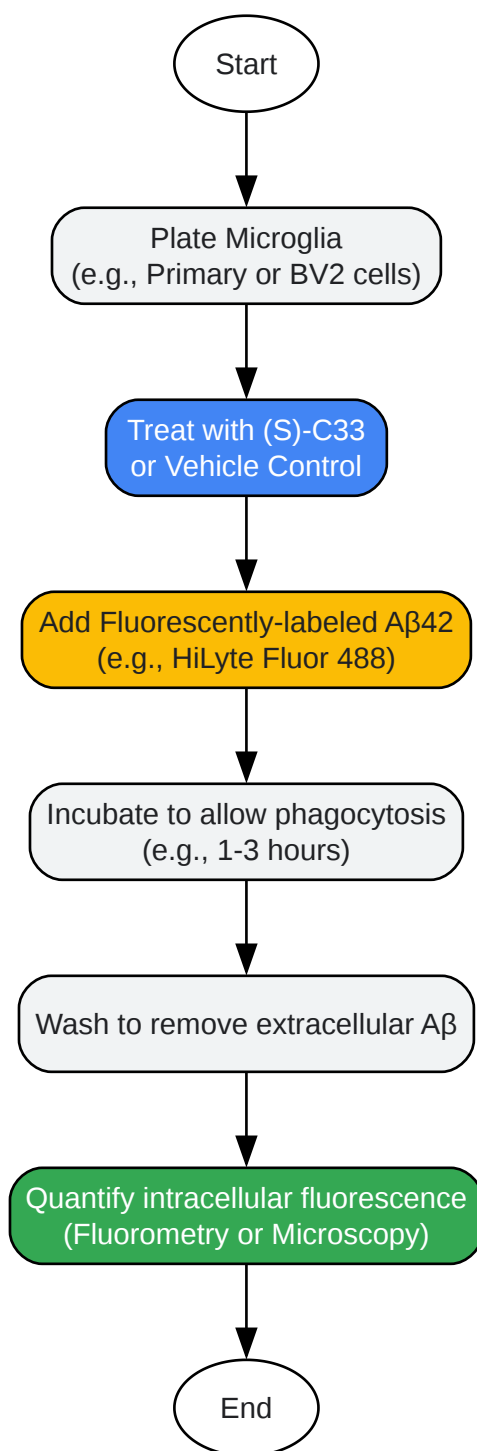 Start
Plate Microglia
(e.g., Primary or BV2 cells)
Treat with (S)-C33
or Vehicle Control
Add Fluorescently-labeled Aβ42
(e.g., HiLyte Fluor 488)
Incubate to allow phagocytosis
(e.g., 1-3 hours)
Wash to remove extracellular Aβ
Quantify intracellular fluorescence
(Fluorometry or Microscopy)
End